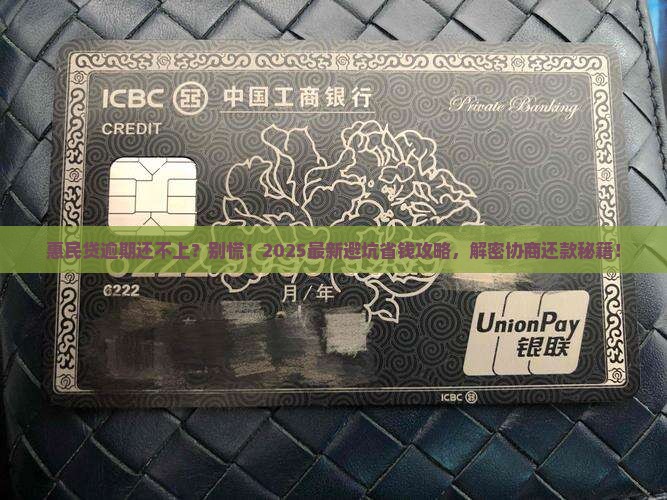 ICBC 中国工商银行
Private Banking
CREDIT
惠民贷逾期还不上?别慌!2025最新避坑省钱攻略,解密协商还款秘籍!
6222
月/年
UnionPay
银联
ICBC